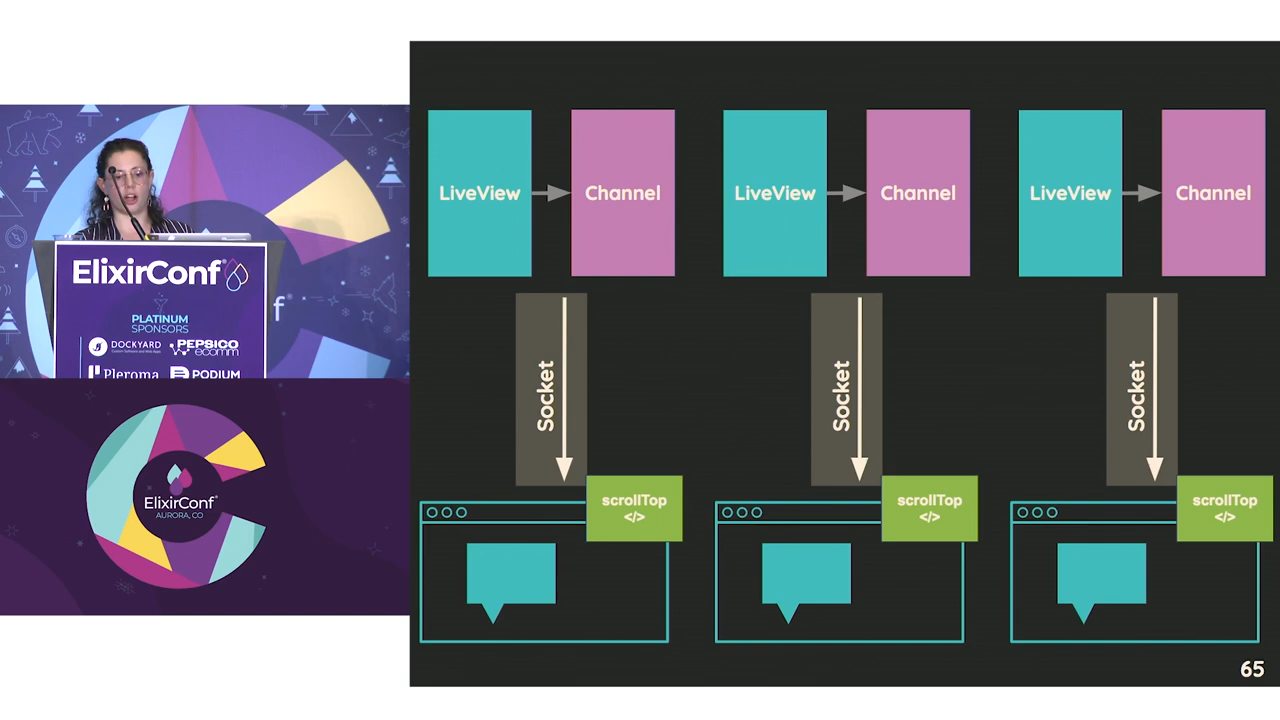 LiveView
Channel
LiveView
Channel
LiveView
Channel
Socket
Socket
Socket
scrollTop
</>
scrollTop
</>
scrollTop
</>
65
ElixirConf
f
PLATINUM
SPONSORS
DOCKYARD
PEPSICO
ecomm
Pleroma
PODIUM
ElixirConf
AURORA, CO